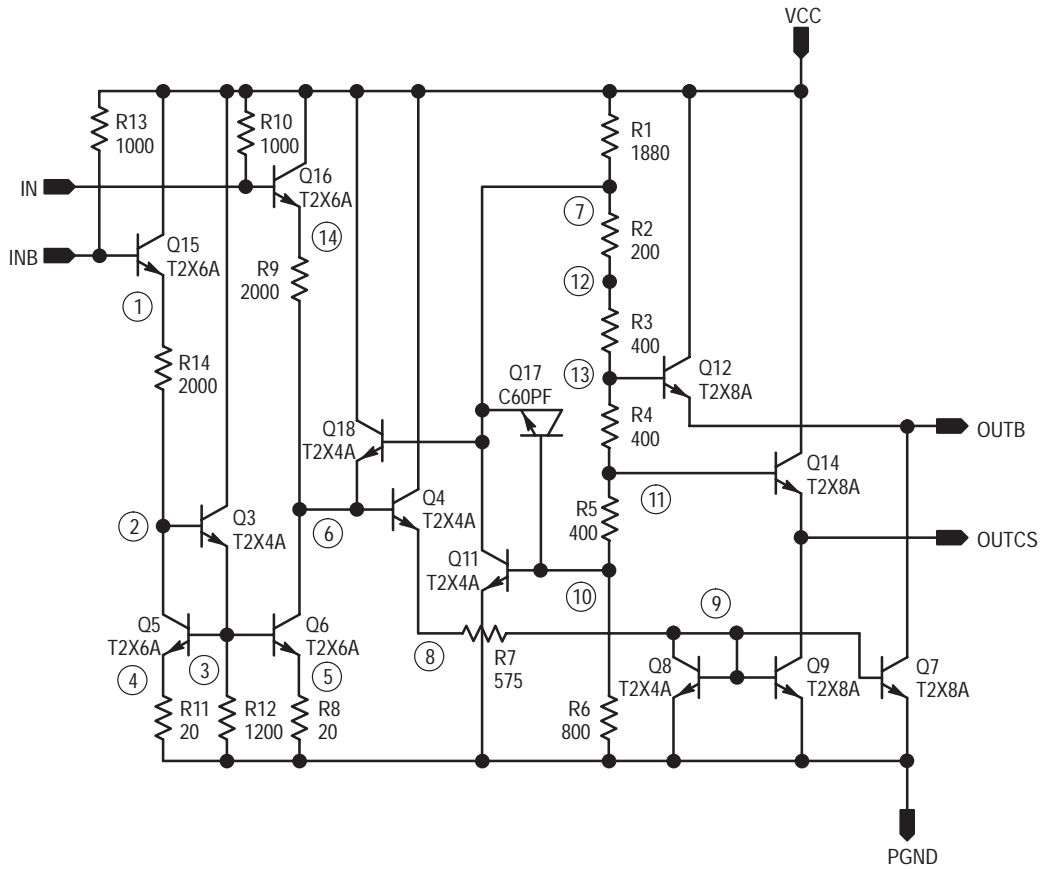 VCC
R13
1000
R10
1000
R1
1880
IN
Q16
T2X6A
7
INB
Q15
T2X6A
14
R2
200
R9
2000
12
1
R3
400
R14
2000
Q17
C60PF
13
Q12
T2X8A
Q18
T2X4A
R4
400
OUTB
Q14
T2X8A
11
2
Q3
T2X4A
6
Q4
T2X4A
R5
400
OUTCS
Q11
T2X4A
10
9
Q5
T2X6A
3
Q6
T2X6A
8
R7
575
Q8
T2X4A
Q9
T2X8A
Q7
T2X8A
4
5
R11
20
R12
1200
R8
20
R6
800
PGND